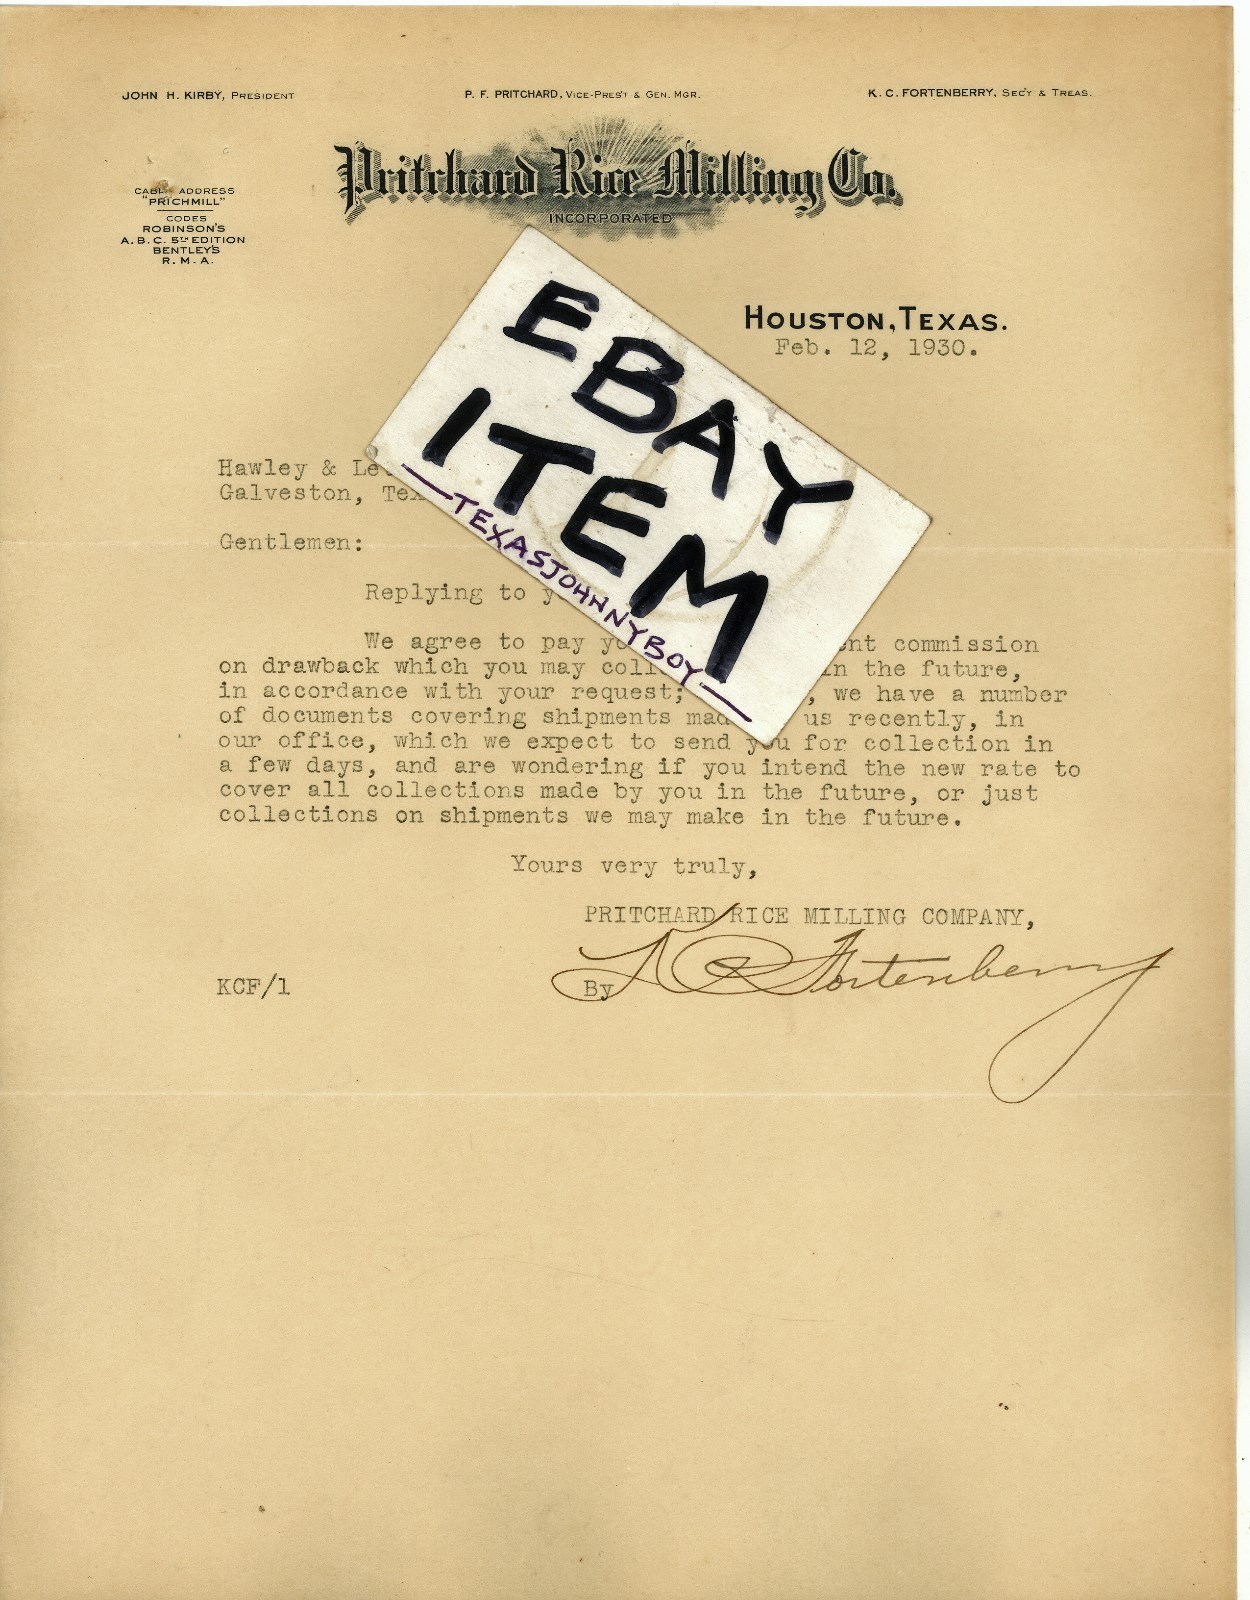 JOHN H. KIRBY, PRESIDENT
P. F. PRITCHARD, VICE-PRES'T & GEN. MGR.
K. C. FORTENBERRY, SEC'Y & TREAS.
Pritchard Rice Milling Co.
INCORPORATED
CABLE ADDRESS
"PRICHMILL"
CODES
ROBINSON'S
A.B.C. 5TH EDITION
BENTLEY'S
R.M.A.
HOUSTON, TEXAS.
Feb. 12, 1930.
EBAY
ITEM
TEXASJOHNNYBOY
Hawley &
Galveston,
Gentlemen:
Replying to
We agree to pay commission
on drawback which you may in the future,
in accordance with your request; , we have a number
of documents covering shipments us recently, in
our office, which we expect to send you for collection in
a few days, and are wondering if you intend the new rate to
cover all collections made by you in the future, or just
collections on shipments we may make in the future.
Yours very truly,
PRITCHARD RICE MILLING COMPANY,
By K C Fortenberry
KCF/1